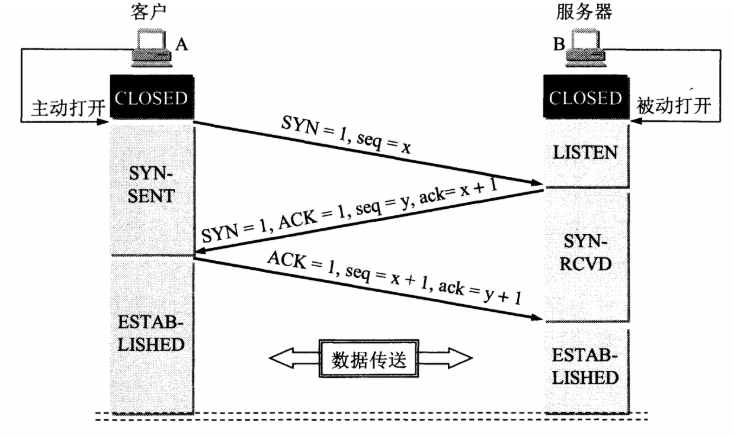 客户
服务器
A
B
CLOSED
CLOSED
主动打开
被动打开
SYN = 1, seq = x
LISTEN
SYN-
SENT
SYN = 1, ACK = 1, seq = y, ack= x + 1
SYN-
RCVD
ACK = 1, seq = x + 1, ack = y + 1
ESTAB-
LISHED
数据传送
ESTAB-
LISHED